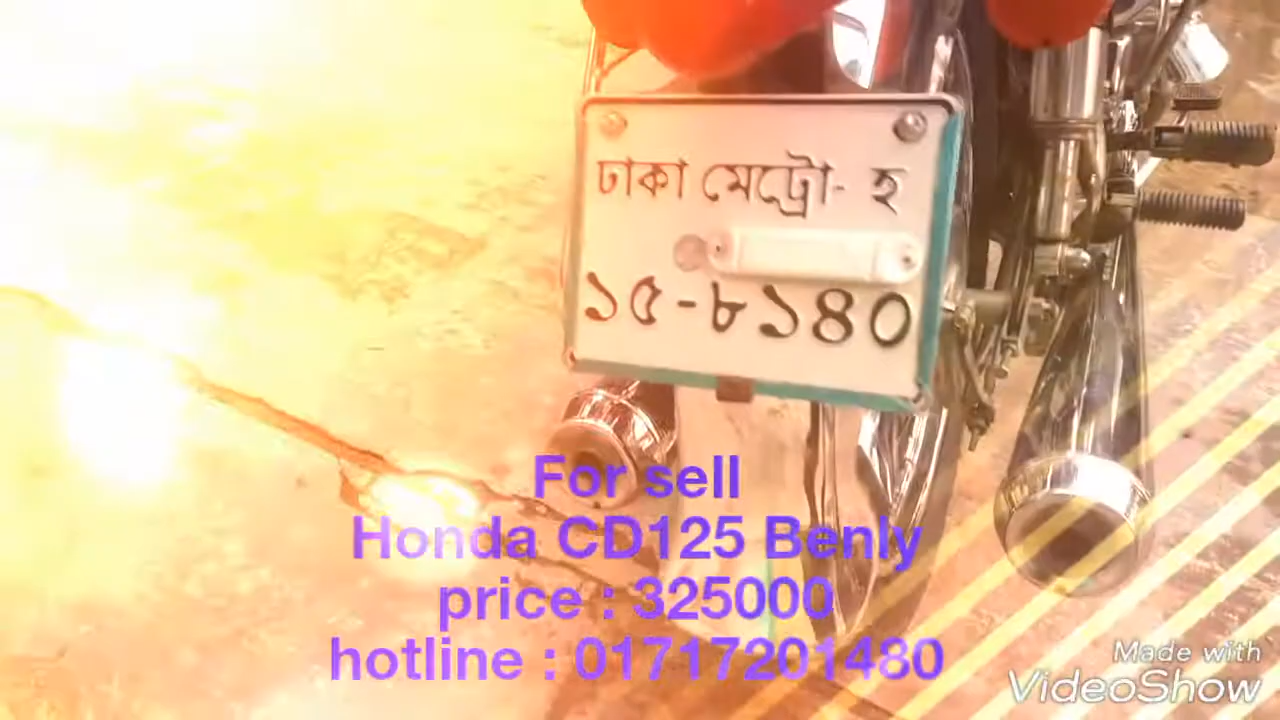 ঢাকা মেট্রো- হ
১৫-৮১৪০
For sell
Honda CD125 Benly
price : 325000
hotline : 01717201480
Made with
VideoShow